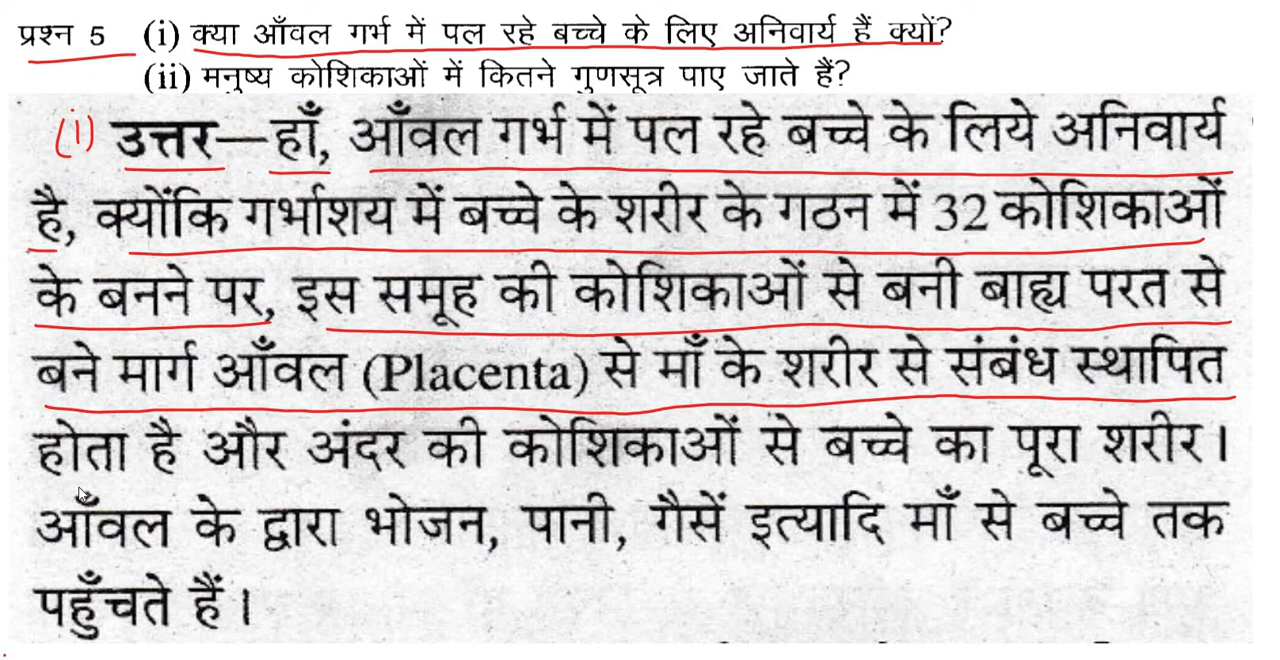 प्रश्न 5 (i) क्या आँवल गर्भ में पल रहे बच्चे के लिए अनिवार्य हैं क्यों?
(ii) मनुष्य कोशिकाओं में कितने गुणसूत्र पाए जाते हैं?
(i) उत्तर—हाँ, आँवल गर्भ में पल रहे बच्चे के लिये अनिवार्य
है, क्योंकि गर्भाशय में बच्चे के शरीर के गठन में 32 कोशिकाओं
के बनने पर, इस समूह की कोशिकाओं से बनी बाह्य परत से
बने मार्ग आँवल (Placenta) से माँ के शरीर से संबंध स्थापित
होता है और अंदर की कोशिकाओं से बच्चे का पूरा शरीर।
आँवल के द्वारा भोजन, पानी, गैसें इत्यादि माँ से बच्चे तक
पहुँचते हैं।